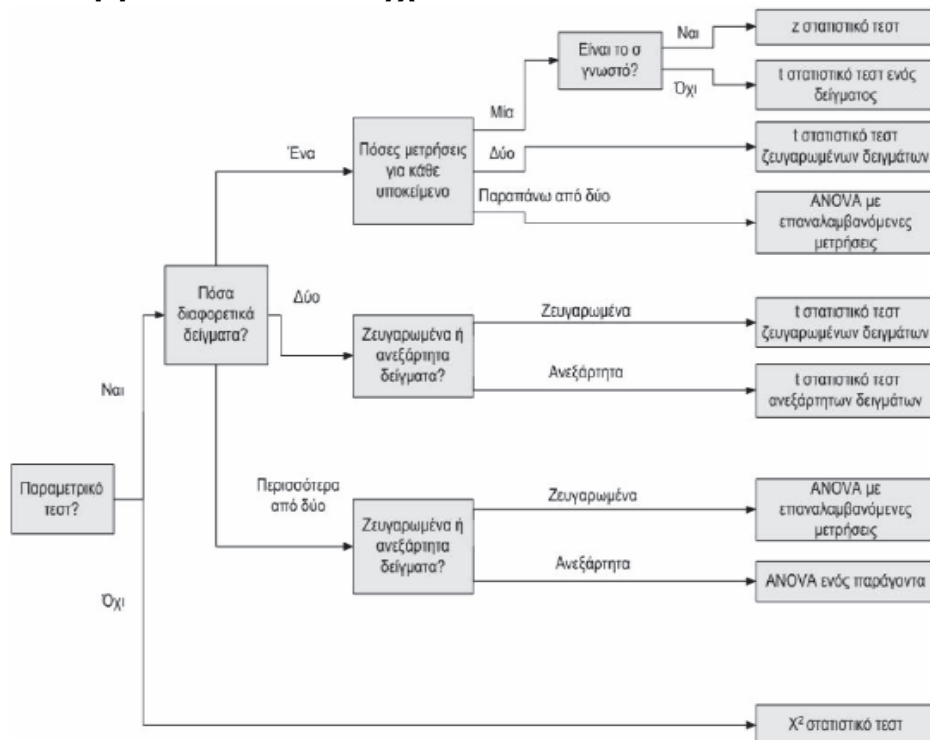 Ναι
z στατιστικό τεστ
Είναι το σ
γνωστό?
Όχι
t στατιστικό τεστ ενός
δείγματος
Μία
Πόσες μετρήσεις
για κάθε
υποκείμενο
Ένα
Δύο
t στατιστικό τεστ
ζευγαρωμένων δειγμάτων
Παραπάνω από δύο
ANOVA με
επαναλαμβανόμενες
μετρήσεις
Πόσα
διαφορετικά
δείγματα?
Δύο
Ζευγαρωμένα ή
ανεξάρτητα
δείγματα?
Ζευγαρωμένα
t στατιστικό τεστ
ζευγαρωμένων δειγμάτων
Ανεξάρτητα
t στατιστικό τεστ
ανεξάρτητων δειγμάτων
Ναι
Παραμετρικό
τεστ?
Περισσότερα
από δύο
Ζευγαρωμένα ή
ανεξάρτητα
δείγματα?
Ζευγαρωμένα
ANOVA με
επαναλαμβανόμενες
μετρήσεις
Ανεξάρτητα
ANOVA ενός παράγοντα
Όχι
Χ² στατιστικό τεστ